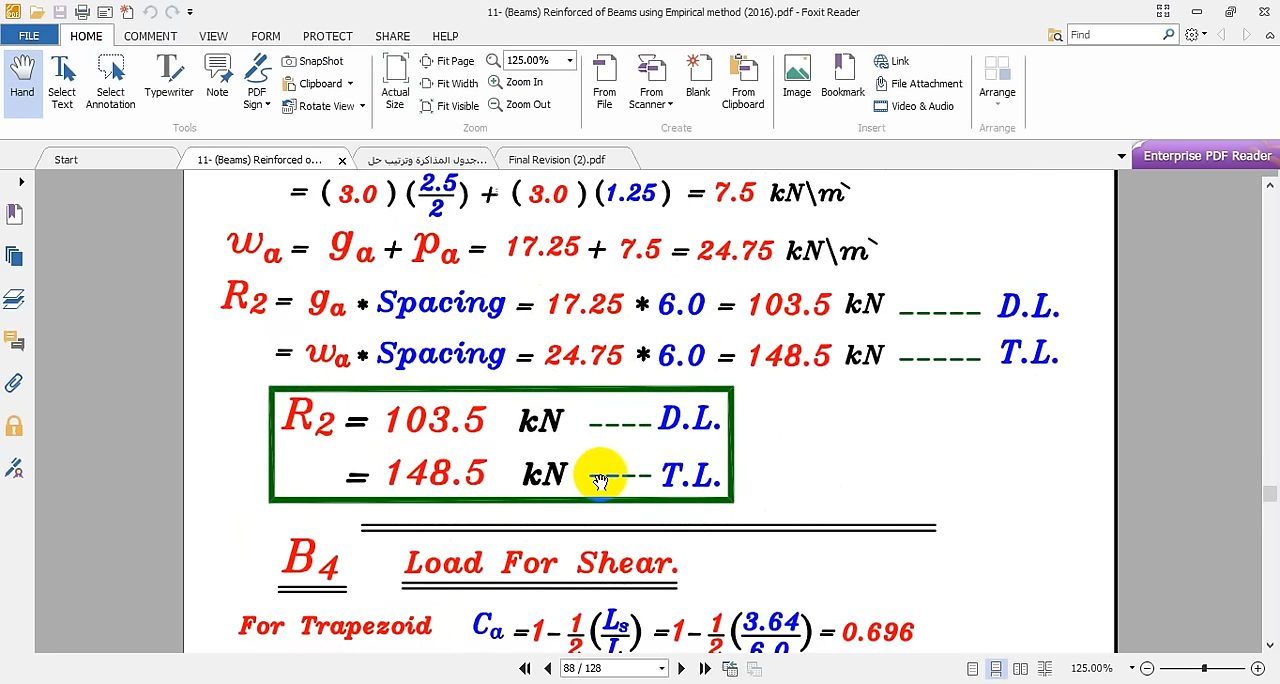 11- (Beams) Reinforced of Beams using Empirical method (2016).pdf - Foxit Reader
FILE HOME COMMENT VIEW FORM PROTECT SHARE HELP Find
Hand Select Text Select Annotation Typewriter Note PDF Sign SnapShot Clipboard Rotate View Tools
Actual Size Fit Page Fit Width Fit Visible 125.00% Zoom In Zoom Out Zoom
From File From Scanner Blank From Clipboard Create
Image Bookmark Link File Attachment Video & Audio Insert
Arrange Arrange
Start 11- (Beams) Reinforced o... جدول المذاكرة وترتيب حل... Final Revision (2).pdf Enterprise PDF Reader
= (3.0) (2.5/2) + (3.0) (1.25) = 7.5 kN\m`
wa = ga + pa = 17.25 + 7.5 = 24.75 kN\m`
R2 = ga * Spacing = 17.25 * 6.0 = 103.5 kN _____ D.L.
= wa * Spacing = 24.75 * 6.0 = 148.5 kN _____ T.L.
R2 = 103.5 kN ---- D.L.
= 148.5 kN ---- T.L.
B4 Load For Shear.
For Trapezoid Ca = 1- 1/2 (Ls/L) = 1- 1/2 (3.64/6.0) = 0.696
88 / 128 125.00%